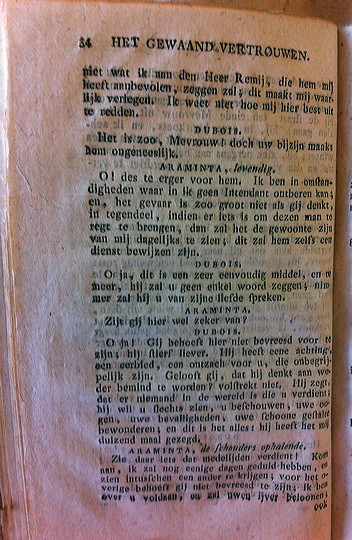 34 HET GEWAAND VERTROUWEN.
niet wat ik aan den Heer Remij, die hem mij
heeft aanbevolen, zeggen zal; dit maakt mij waar-
lijk verlegen. Ik weet niet hoe mij hier best uit
te redden.
DUBOIS.
Het is zoo, Mevrouw! doch uw bijzijn maakt
hem ongeneeslijk.
ARAMINTA, levendig.
O! des te erger voor hem. Ik ben in omstan-
digheden waar in ik geen Intendant ontberen kan;
en, het gevaar is zoo groot niet als gij denkt,
in tegendeel, indien er iets is om dezen man te
regt te brengen, dan zal het de gewoonte zijn
van mij dagelijks te zien; dit zal hem zelfs een
dienst bewijzen zijn.
DUBOIS.
O ja, dit is een zeer eenvoudig middel, en te
meer, hij zal u geen enkel woord zeggen; nim-
mer zal hij u van zijne liefde spreken.
ARAMINTA.
Zijt gij hier wel zeker van?
DUBOIS.
O ja! Gij behoeft hier niet bevreesd voor te
zijn; hij stierf liever. Hij heeft eene achting,
een eerbied, een ontzach voor u, die onbegrij-
pelijk zijn. Gelooft gij, dat hij denkt aan we-
der bemind te worden? volstrekt niet. Hij zegt,
dat er niemand in de wereld is die u verdient;
hij wil u slechts zien, u beschouwen, uwe oo-
gen, uwe bevalligheden, uwe schoone gestalte
bewonderen; en dit is het alles: hij heeft het mij
duizend maal gezegd.
ARAMINTA, de schouders ophalende.
Zie daar iets dat medelijden verdient! Kom
aan, ik zal nog eenige dagen geduld hebben, en
zien intusschen een ander te krijgen; voor het o-
verige behoeft gij niet bevreesd te zijn; ik ben
over u voldaan, en zal uwen ijver beloonen;
ook